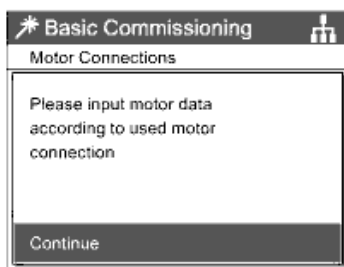 Basic Commissioning
Motor Connections
Please input motor data
according to used motor
connection
Continue